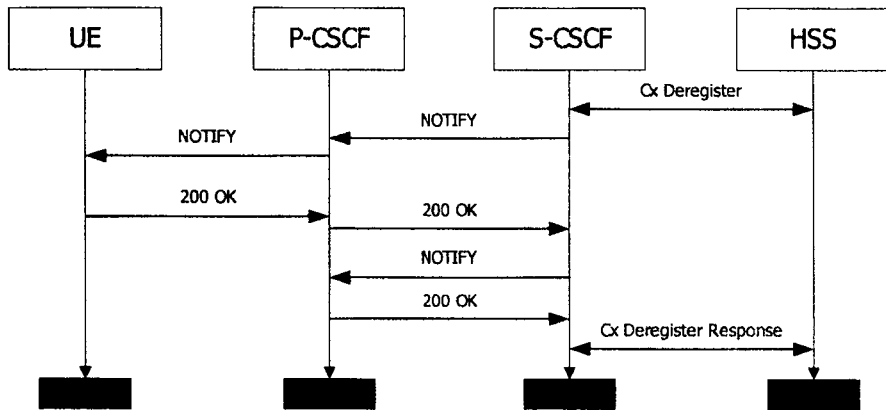 UE
P-CSCF
S-CSCF
HSS
Cx Deregister
NOTIFY
NOTIFY
200 OK
200 OK
NOTIFY
200 OK
Cx Deregister Response